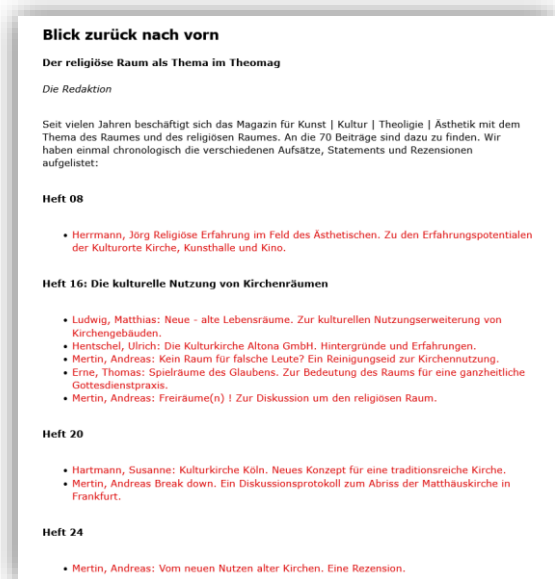 Blick zurück nach vorn
Der religiöse Raum als Thema im Theomag
Die Redaktion
Seit vielen Jahren beschäftigt sich das Magazin für Kunst | Kultur | Theoligie | Ästhetik mit dem
Thema des Raumes und des religiösen Raumes. An die 70 Beiträge sind dazu zu finden. Wir
haben einmal chronologisch die verschiedenen Aufsätze, Statements und Rezensionen
aufgelistet:
Heft 08
• Herrmann, Jörg Religiöse Erfahrung im Feld des Ästhetischen. Zu den Erfahrungspotentialen
der Kulturorte Kirche, Kunsthalle und Kino.
Heft 16: Die kulturelle Nutzung von Kirchenräumen
• Ludwig, Matthias: Neue - alte Lebensräume. Zur kulturellen Nutzungserweiterung von
Kirchengebäuden.
• Hentschel, Ulrich: Die Kulturkirche Altona GmbH. Hintergründe und Erfahrungen.
• Mertin, Andreas: Kein Raum für falsche Leute? Ein Reinigungseid zur Kirchennutzung.
• Erne, Thomas: Spielräume des Glaubens. Zur Bedeutung des Raums für eine ganzheitliche
Gottesdienstpraxis.
• Mertin, Andreas: Freiräume(n) ! Zur Diskussion um den religiösen Raum.
Heft 20
• Hartmann, Susanne: Kulturkirche Köln. Neues Konzept für eine traditionsreiche Kirche.
• Mertin, Andreas Break down. Ein Diskussionsprotokoll zum Abriss der Matthäuskirche in
Frankfurt.
Heft 24
• Mertin, Andreas: Vom neuen Nutzen alter Kirchen. Eine Rezension.